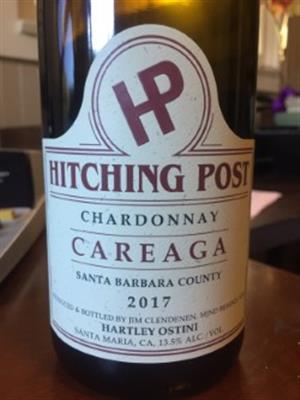 HP
HITCHING POST
CHARDONNAY
CAREAGA
SANTA BARBARA COUNTY
2017
& BOTTLED BY JIM CLENDENEN, MIND
HARTLEY OSTINI
SANTA MARIA, CA, 13.5% ALC / VOL